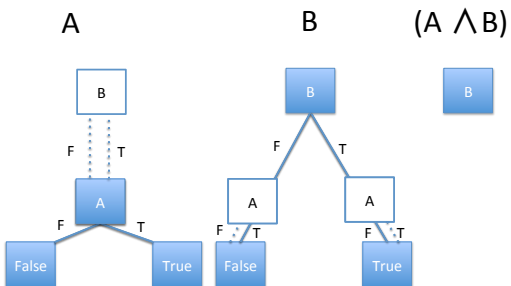 A B (A ∧ B)
B B B
F T
F T
A A A
F T F T F T
False True False True